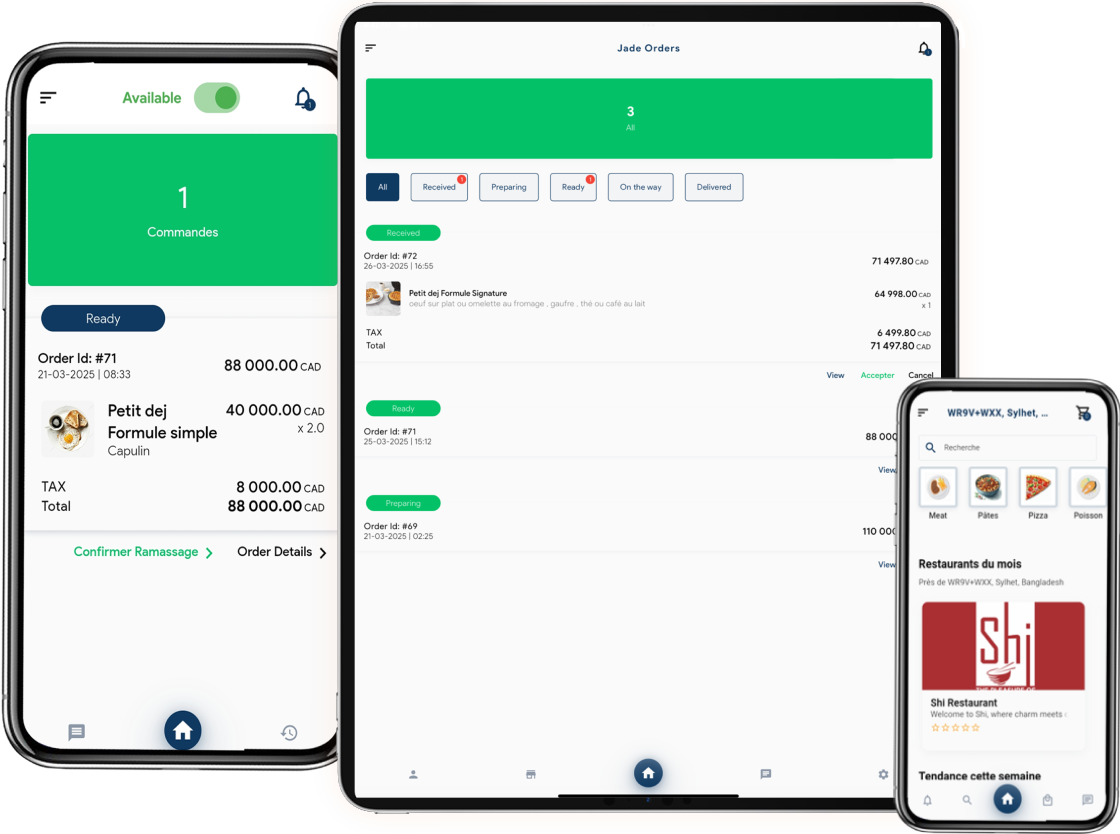 Available
1
1
Commandes
Ready
Order Id: #71
88 000.00 CAD
21-03-2025 | 08:33
Petit dej
Formule simple
40 000.00 CAD
x 2.0
Capulin
TAX
8 000.00 CAD
Total
88 000.00 CAD
Confirmer Ramassage
Order Details
Jade Orders
3
All
All
Received
Preparing
Ready
On the way
Delivered
Received
Order Id: #72
26-03-2025 | 16:55
71 497.80 CAD
Petit dej Formule Signature
oeuf sur plat ou omelette au fromage , gaufre , thé ou café au lait
64 998.00 CAD
x 1
TAX
6 499.80 CAD
Total
71 497.80 CAD
View
Accepter
Cancel
Ready
Order Id: #71
25-03-2025 | 15:12
88 000
View
Preparing
Order Id: #69
21-03-2025 | 02:25
110 000
View
WR9V+WXX, Sylhet, ...
Recherche
Meat
Pâtes
Pizza
Poisson
Restaurants du mois
Près de WR9V+WXX, Sylhet, Bangladesh
Shi
THE PLEASURE OF
Shi Restaurant
Welcome to Shi, where charm meets
Tendance cette semaine